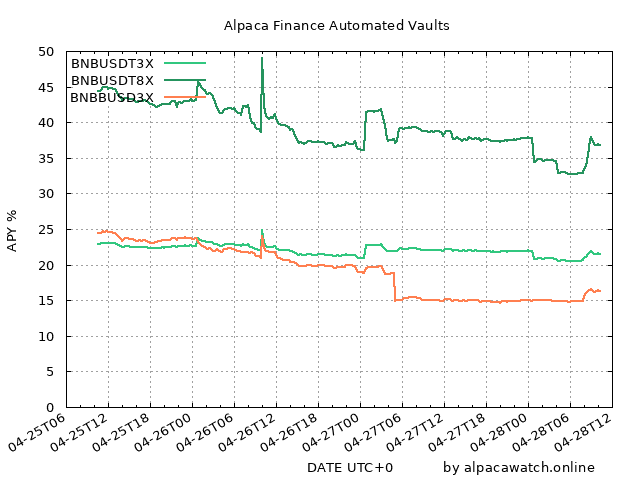 Alpaca Finance Automated Vaults
BNBUSDT3X
BNBUSDT8X
BNBBUSD3X
APY %
50
45
40
35
30
25
20
15
10
5
0
04-25T06
04-25T12
04-25T18
04-26T00
04-26T06
04-26T12
04-26T18
04-27T00
04-27T06
04-27T12
04-27T18
04-28T00
04-28T06
04-28T12
DATE UTC+0
by alpacawatch.online